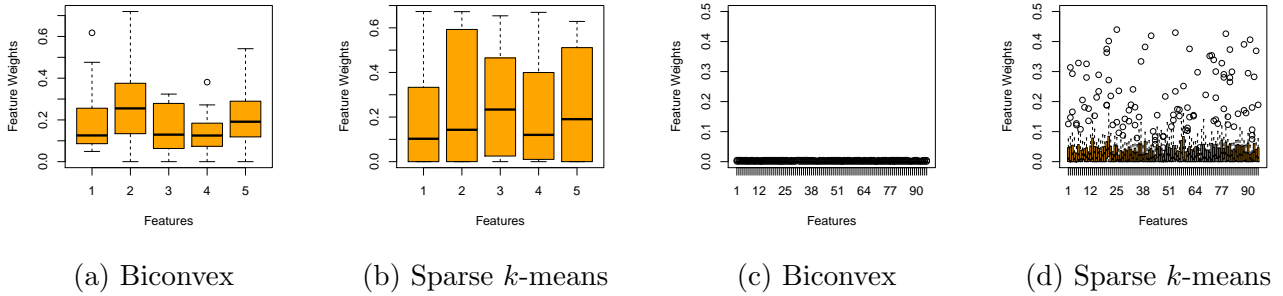 Feature Weights
0.0 0.2 0.4 0.6
1 2 3 4 5
Features
(a) Biconvex
Feature Weights
0.0 0.2 0.4 0.6
1 2 3 4 5
Features
(b) Sparse k-means
Feature Weights
0.0 0.1 0.2 0.3 0.4 0.5
1 12 25 38 51 64 77 90
Features
(c) Biconvex
Feature Weights
0.0 0.1 0.2 0.3 0.4 0.5
1 12 25 38 51 64 77 90
Features
(d) Sparse k-means